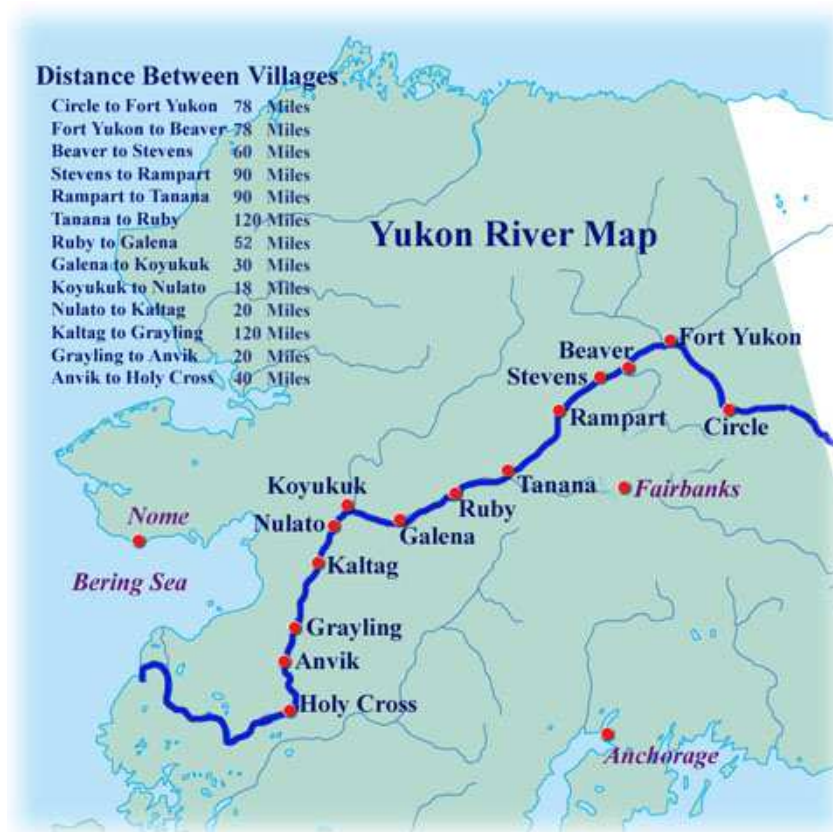 Distance Between Villages
Circle to Fort Yukon 78 Miles
Fort Yukon to Beaver 78 Miles
Beaver to Stevens 60 Miles
Stevens to Rampart 90 Miles
Rampart to Tanana 90 Miles
Tanana to Ruby 120 Miles
Ruby to Galena 52 Miles
Galena to Koyukuk 30 Miles
Koyukuk to Nulato 18 Miles
Nulato to Kaltag 20 Miles
Kaltag to Grayling 120 Miles
Grayling to Anvik 20 Miles
Anvik to Holy Cross 40 Miles
Yukon River Map
Fort Yukon
Beaver
Stevens
Rampart
Circle
Tanana
Fairbanks
Koyukuk
Ruby
Nome
Nulato
Galena
Kaltag
Bering Sea
Grayling
Anvik
Holy Cross
Anchorage